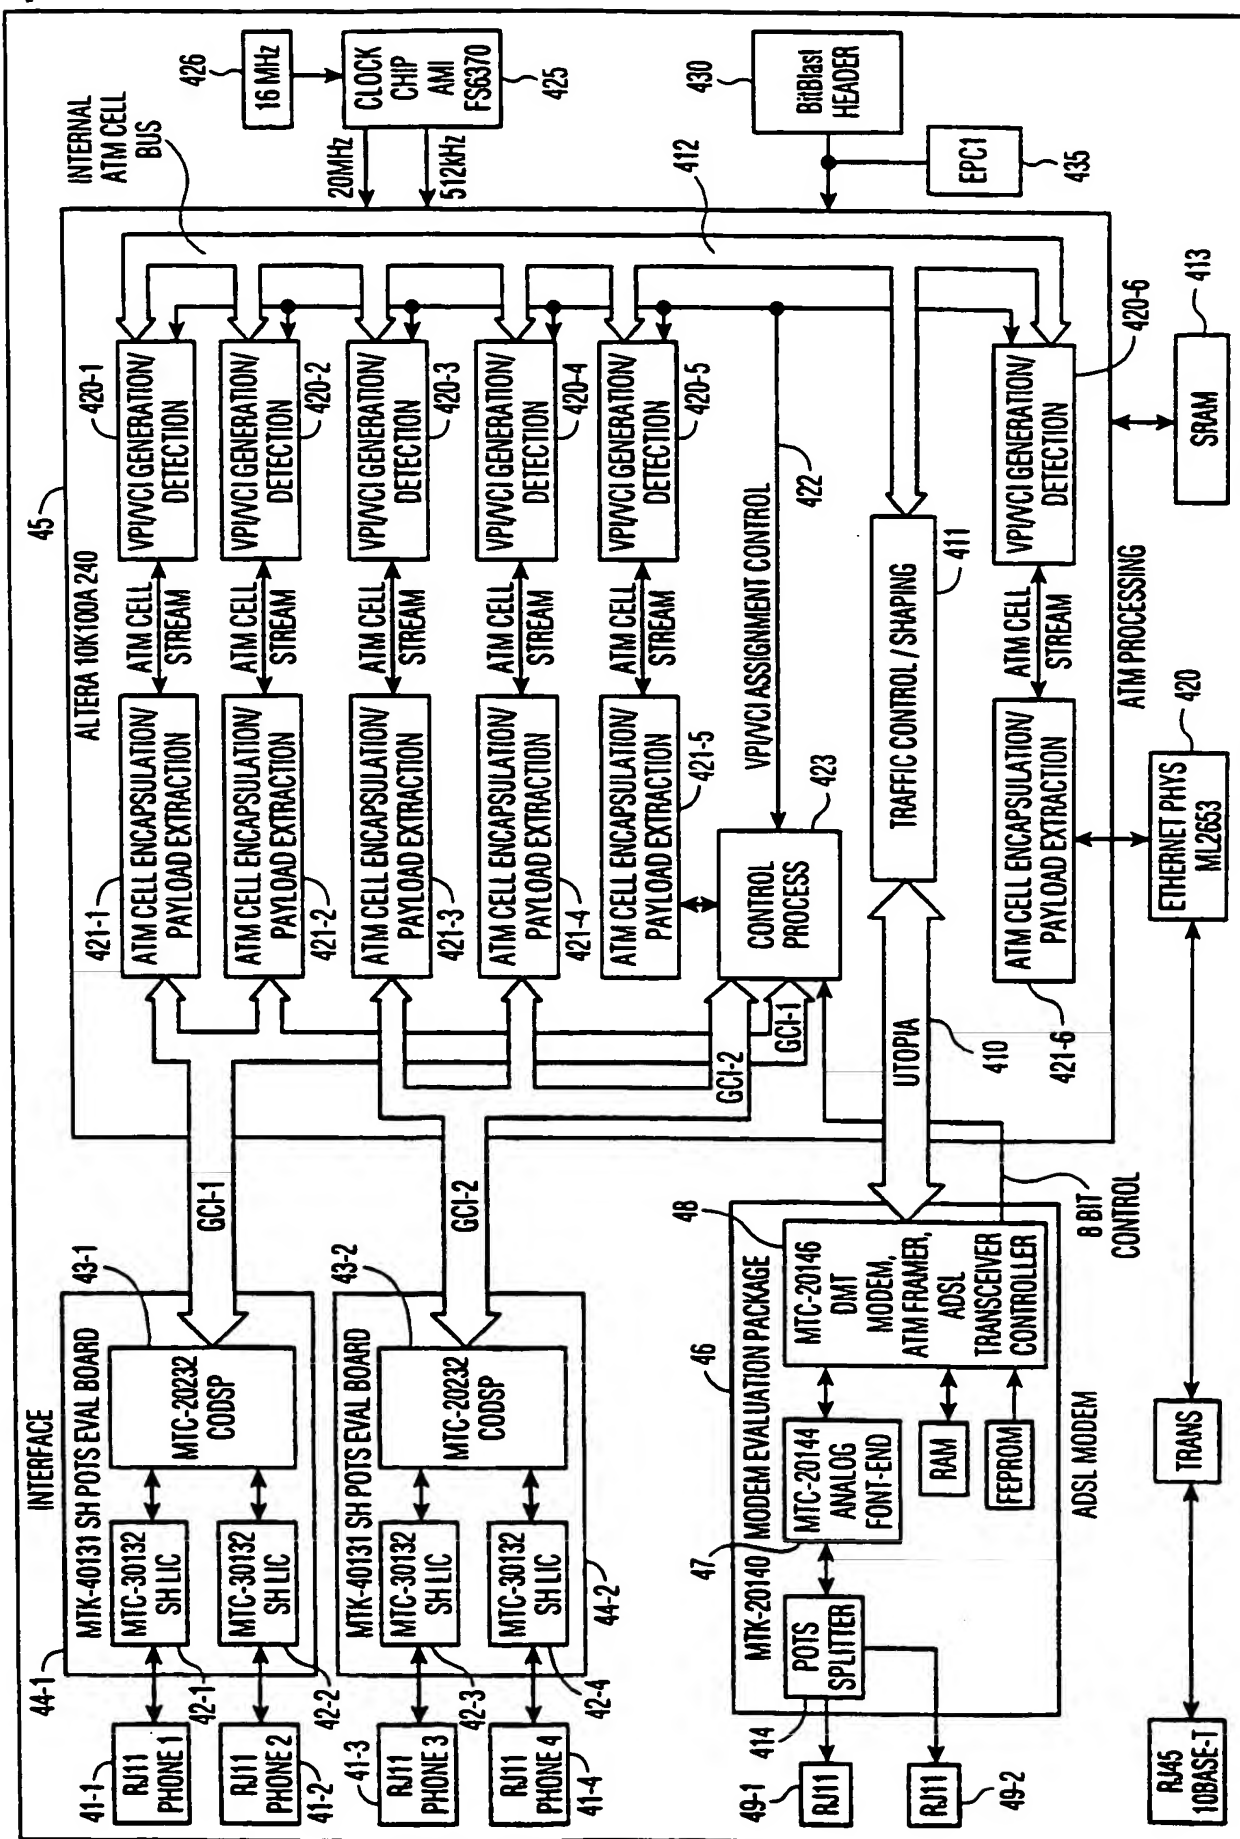 INTERFACE
44-1
MTK-40131 SH POTS EVAL BOARD
43-1
41-1
RJ11
PHONE 1
42-1
MTC-30132
SH LIC
MTC-20232
CODSP
RJ11
PHONE 2
41-2
42-2
MTC-30132
SH LIC
GCI-1
MTK-40131 SH POTS EVAL BOARD
43-2
41-3
RJ11
PHONE 3
42-3
MTC-30132
SH LIC
MTC-20232
CODSP
RJ11
PHONE 4
41-4
42-4
MTC-30132
SH LIC
44-2
GCI-2
45
ALTERA 10K100A 240
421-1
ATM CELL ENCAPSULATION/
PAYLOAD EXTRACTION
ATM CELL
STREAM
420-1
VPI/VCI GENERATION/
DETECTION
ATM CELL ENCAPSULATION/
PAYLOAD EXTRACTION
421-2
ATM CELL
STREAM
VPI/VCI GENERATION/
DETECTION
420-2
ATM CELL ENCAPSULATION/
PAYLOAD EXTRACTION
421-3
ATM CELL
STREAM
VPI/VCI GENERATION/
DETECTION
420-3
ATM CELL ENCAPSULATION/
PAYLOAD EXTRACTION
421-4
ATM CELL
STREAM
VPI/VCI GENERATION/
DETECTION
420-4
ATM CELL ENCAPSULATION/
PAYLOAD EXTRACTION
421-5
ATM CELL
STREAM
VPI/VCI GENERATION/
DETECTION
420-5
GCI-2
GCI-1
CONTROL
PROCESS
423
VPI/VCI ASSIGNMENT CONTROL
422
INTERNAL
ATM CELL
BUS
412
426
16 MHz
CLOCK
CHIP
AMI
FS6370
425
20MHz
512kHz
430
BitBlast
HEADER
EPC1
435
UTOPIA
410
TRAFFIC CONTROL / SHAPING
411
ATM CELL ENCAPSULATION/
PAYLOAD EXTRACTION
421-6
ATM CELL
STREAM
VPI/VCI GENERATION/
DETECTION
420-6
ATM PROCESSING
SRAM
413
46
MTK-20140 MODEM EVALUATION PACKAGE
48
47
414
POTS
SPLITTER
MTC-20144
ANALOG
FONT-END
MTC-20146
DMT
MODEM,
ATM FRAMER,
ADSL
TRANSCEIVER
CONTROLLER
RAM
FEPROM
8 BIT
CONTROL
49-1
RJ11
RJ11
49-2
ADSL MODEM
RJ45
10BASE-T
TRANS
ETHERNET PHYS
ML2653
420